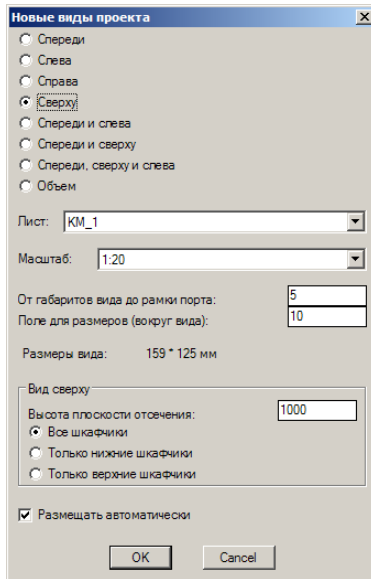 Новые виды проекта
Спереди
Слева
Справа
Сверху
Спереди и слева
Спереди и сверху
Спереди, сверху и слева
Объем
Лист: KM_1
Масштаб: 1:20
От габаритов вида до рамки порта: 5
Поле для размеров (вокруг вида): 10
Размеры вида: 159 * 125 мм
Вид сверху
Высота плоскости отсечения: 1000
Все шкафчики
Только нижние шкафчики
Только верхние шкафчики
Размещать автоматически
OK Cancel